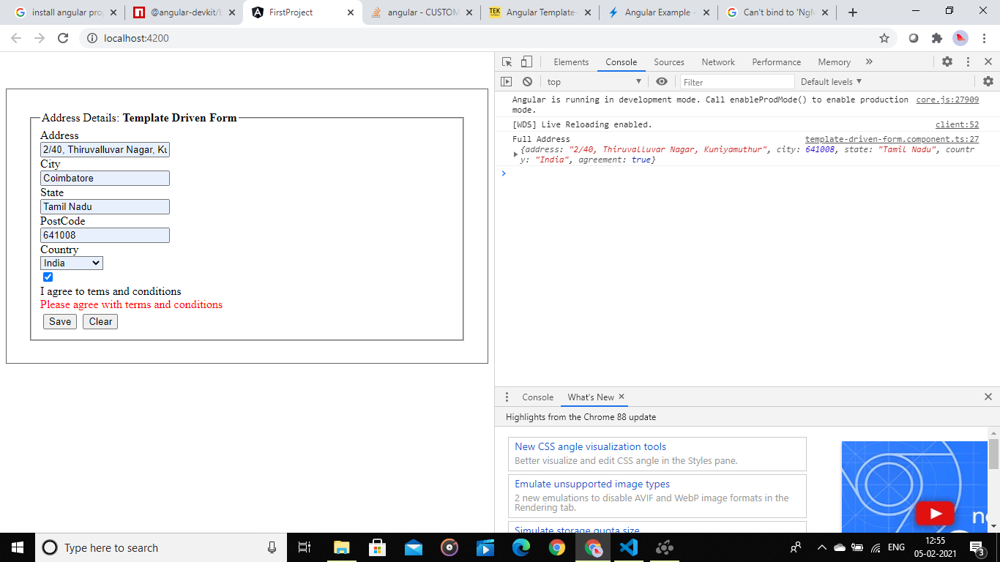 install angular pro
@angular-devkit/b
FirstProject
angular - CUSTOM
TEK
Angular Template-
Angular Example -
Can't bind to 'NgM
localhost:4200
Elements
Console
Sources
Network
Performance
Memory
top
Filter
Default levels
Angular is running in development mode. Call enableProdMode() to enable production core.js:27909
mode.
[WDS] Live Reloading enabled. client:52
Full Address template-driven-form.component.ts:27
{address: "2/40, Thiruvalluvar Nagar, Kuniyamuthur", city: 641008, state: "Tamil Nadu", countr
y: "India", agreement: true}
Address Details: Template Driven Form
Address
2/40, Thiruvalluvar Nagar, Ku
City
Coimbatore
State
Tamil Nadu
PostCode
641008
Country
India
I agree to tems and conditions
Please agree with terms and conditions
Save
Clear
Console
What's New
Highlights from the Chrome 88 update
New CSS angle visualization tools
Better visualize and edit CSS angle in the Styles pane.
Emulate unsupported image types
2 new emulations to disable AVIF and WebP image formats in the
Rendering tab.
Simulate storage quota size
ne
Type here to search
ENG
12:55
05-02-2021
3